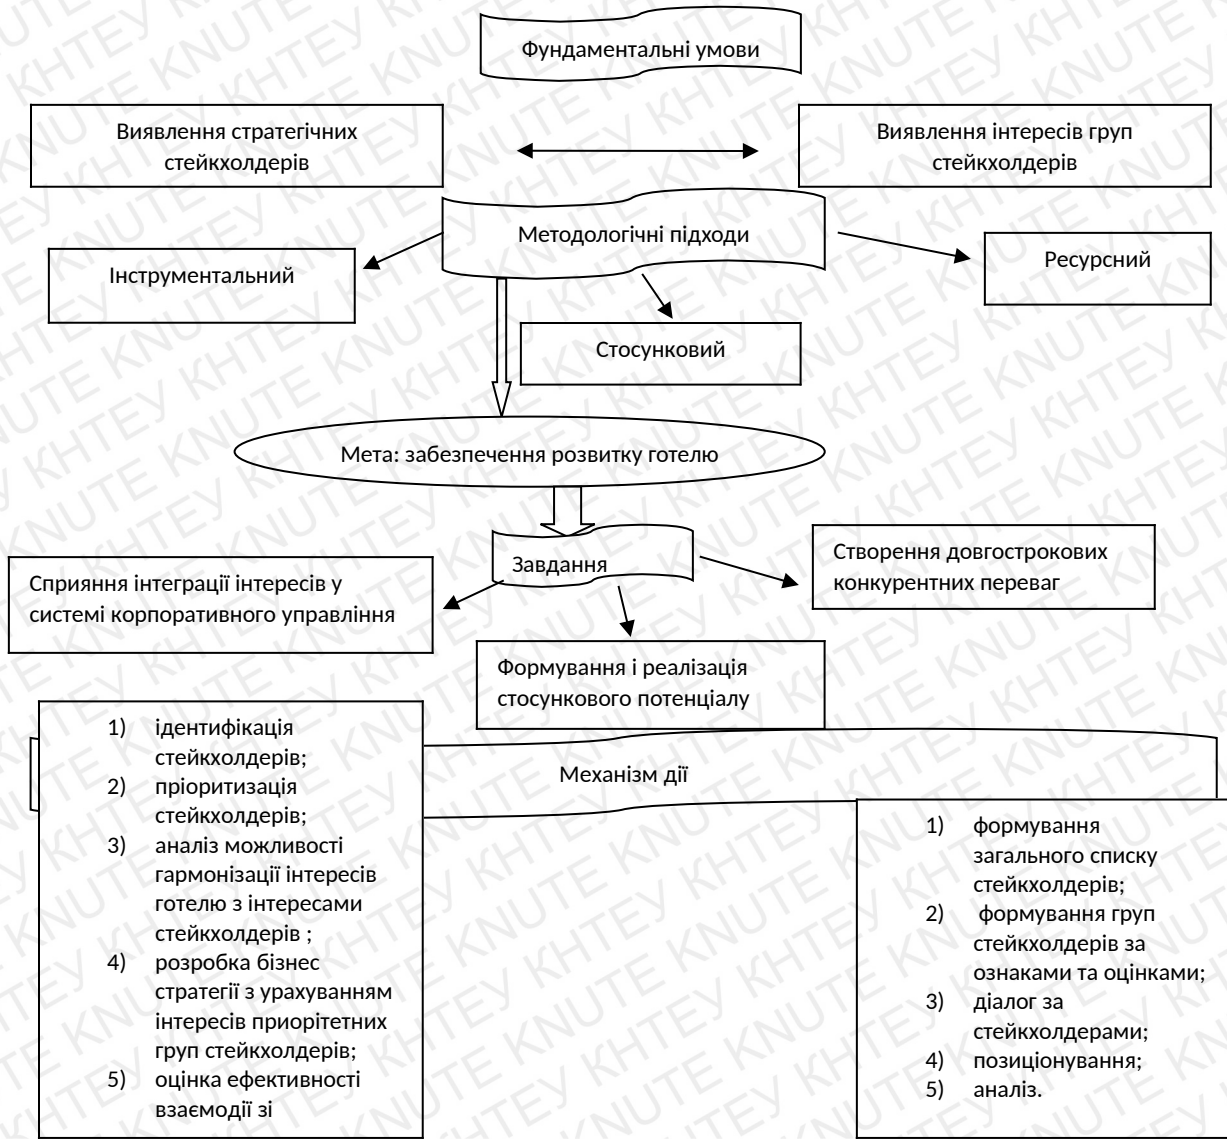 Фундаментальні умови
Виявлення стратегічних
стейкхолдерів
Виявлення інтересів груп
стейкхолдерів
Методологічні підходи
Інструментальний
Ресурсний
Стосунковий
Мета: забезпечення розвитку готелю
Завдання
Створення довгострокових
конкурентних переваг
Сприяння інтеграції інтересів у
системі корпоративного управління
Формування і реалізація
стосункового потенціалу
Механізм дії
1) ідентифікація
стейкхолдерів;
2) пріоритизація
стейкхолдерів;
3) аналіз можливості
гармонізації інтересів
готелю з інтересами
стейкхолдерів ;
4) розробка бізнес
стратегії з урахуванням
інтересів приорітетних
груп стейкхолдерів;
5) оцінка ефективності
взаємодії зі
1) формування
загального списку
стейкхолдерів;
2) формування груп
стейкхолдерів за
ознаками та оцінками;
3) діалог за
стейкхолдерами;
4) позиціонування;
5) аналіз.
KNUTE КНТЕУ